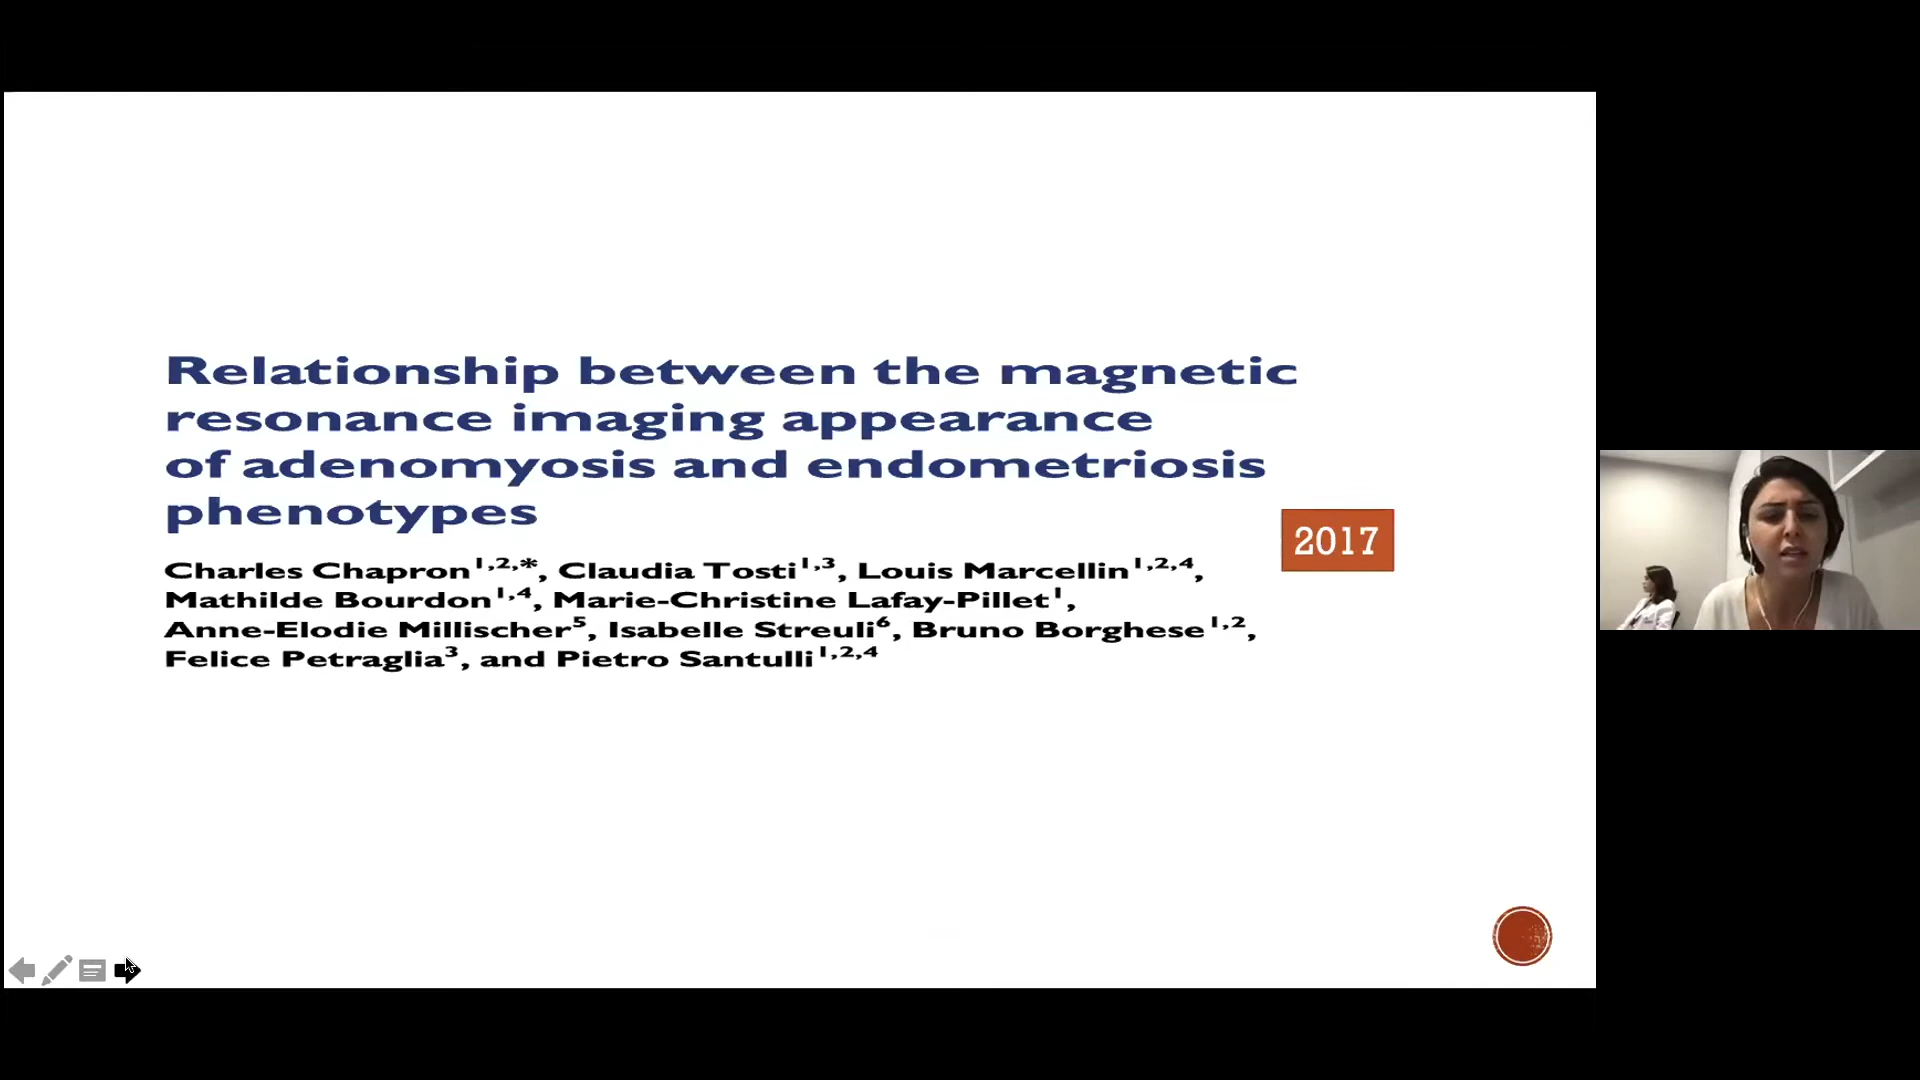 Relationship between the magnetic
resonance imaging appearance
of adenomyosis and endometriosis
phenotypes
2017
Charles Chapron¹,²,*, Claudia Tosti¹,³, Louis Marcellin¹,²,⁴,
Mathilde Bourdon¹,⁴, Marie-Christine Lafay-Pillet¹,
Anne-Elodie Millischer⁵, Isabelle Streuli⁶, Bruno Borghese¹,²,
Felice Petraglia³, and Pietro Santulli¹,²,⁴